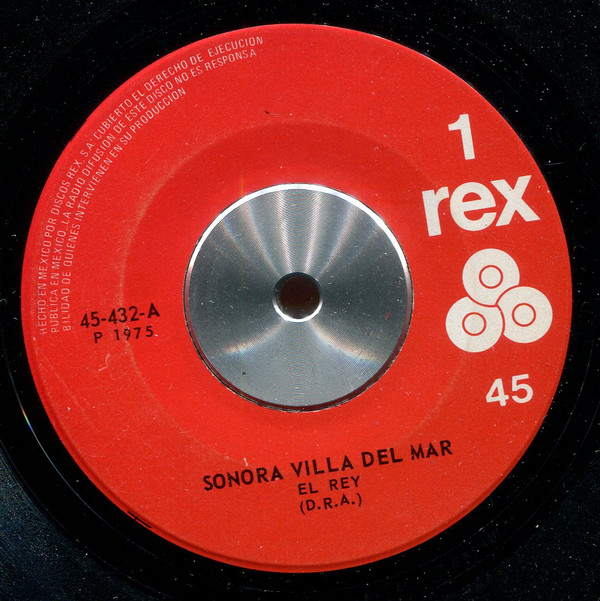 HECHO EN MEXICO POR DISCOS REX, S.A. CUBIERTO EL DERECHO DE EJECUCION
PUBLICA EN MEXICO. LA RADIO DIFUSION DE ESTE DISCO NO ES RESPONSA
BILIDAD DE QUIENES INTERVIENEN EN SU PRODUCCION
1
rex
45-432-A
P 1975
45
SONORA VILLA DEL MAR
EL REY
(D.R.A.)